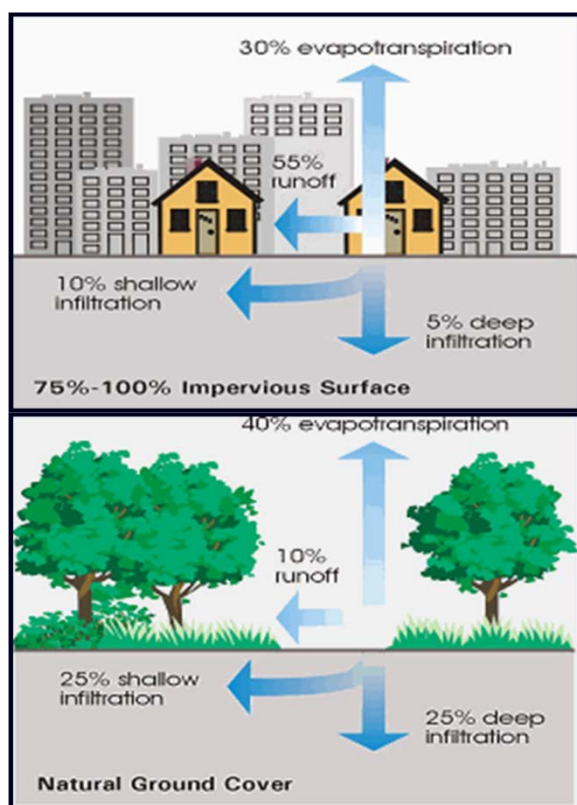 30% evapotranspiration
55%
runoff
10% shallow
infiltration
5% deep
infiltration
75%-100% Impervious Surface
40% evapotranspiration
10%
runoff
25% shallow
infiltration
25% deep
infiltration
Natural Ground Cover